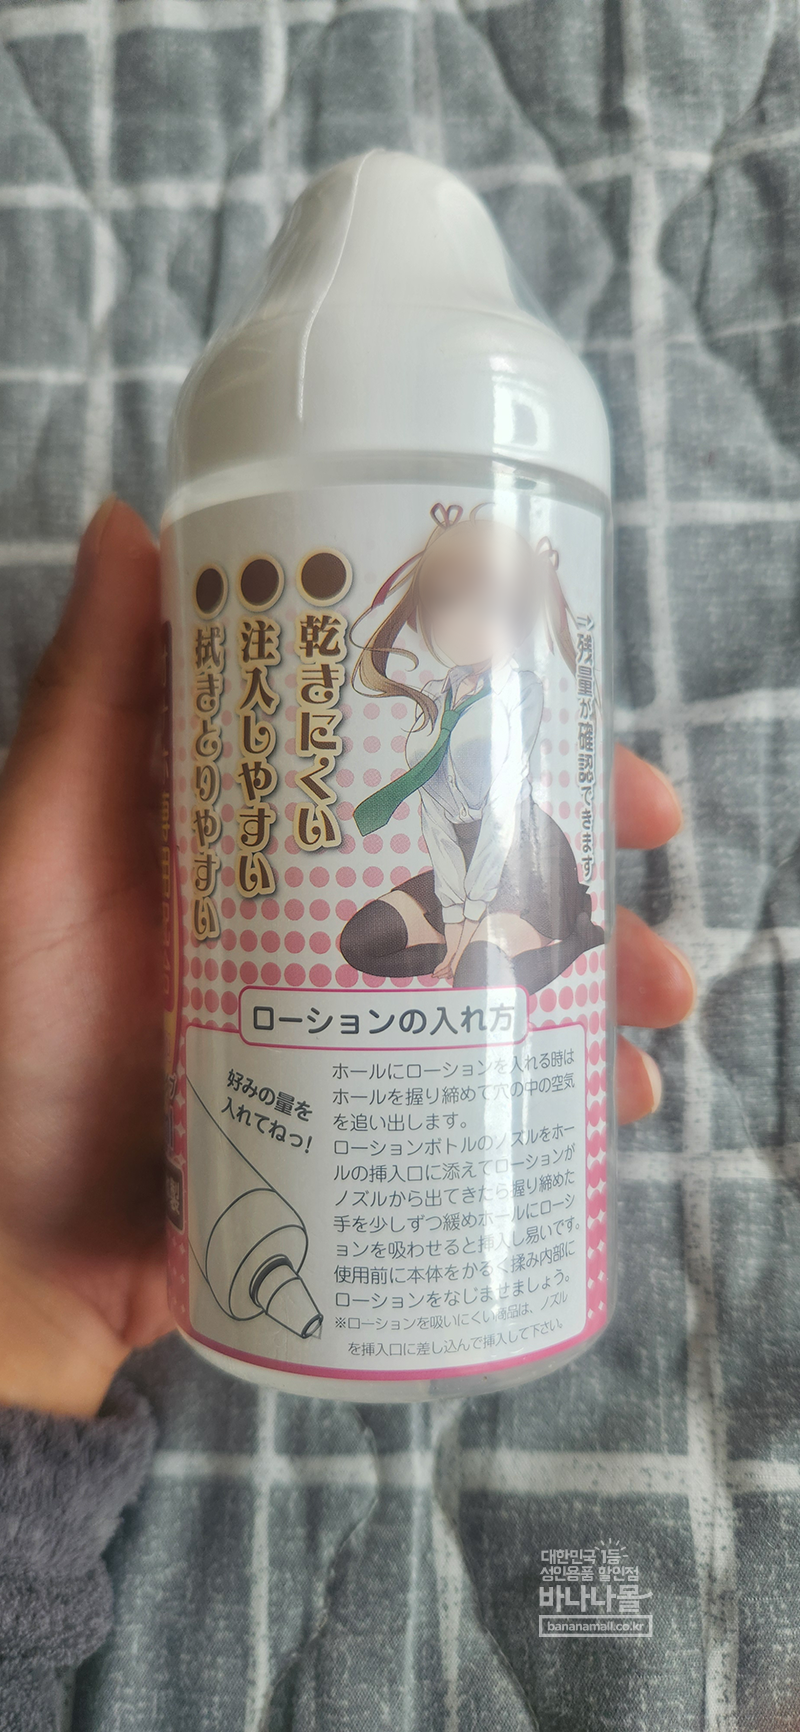 乾きにくい
注入しやすい
拭きとりやすい
残量が確認できます
ローションの入れ方
好みの量を
入れてねっ!
ホールにローションを入れる時は
ホールを握り締めて穴の中の空気
を追い出します。
ローションボトルのノズルをホー
ルの挿入口に添えてローションが
ノズルから出てきたら握り締めた
手を少しずつ緩めホールにローシ
ョンを吸わせると挿入し易いです。
使用前に本体をかるく揉み内部に
ローションをなじませましょう。
※ローションを吸いにくい商品は、ノズル
を挿入口に差し込んで挿入して下さい。
製
대한민국 1등
성인용품 할인점
바나나몰
bananamall.co.kr